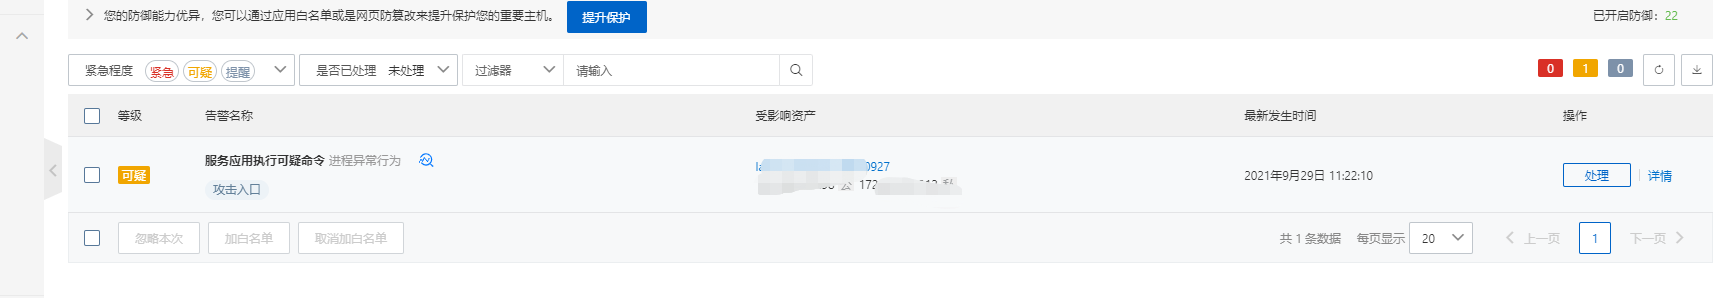 您的防御能力优异，您可以通过应用白名单或是网页防篡改来提升保护您的重要主机。 提升保护 已开启防御：22
紧急程度 紧急 可疑 提醒 是否已处理 未处理 过滤器 请输入 0 1 0
等级 告警名称 受影响资产 最新发生时间 操作
服务应用执行可疑命令 进程异常行为
可疑 0927 2021年9月29日 11:22:10 处理 详情
攻击入口 公 172
忽略本次 加白名单 取消加白名单 共 1 条数据 每页显示 20 上一页 1 下一页